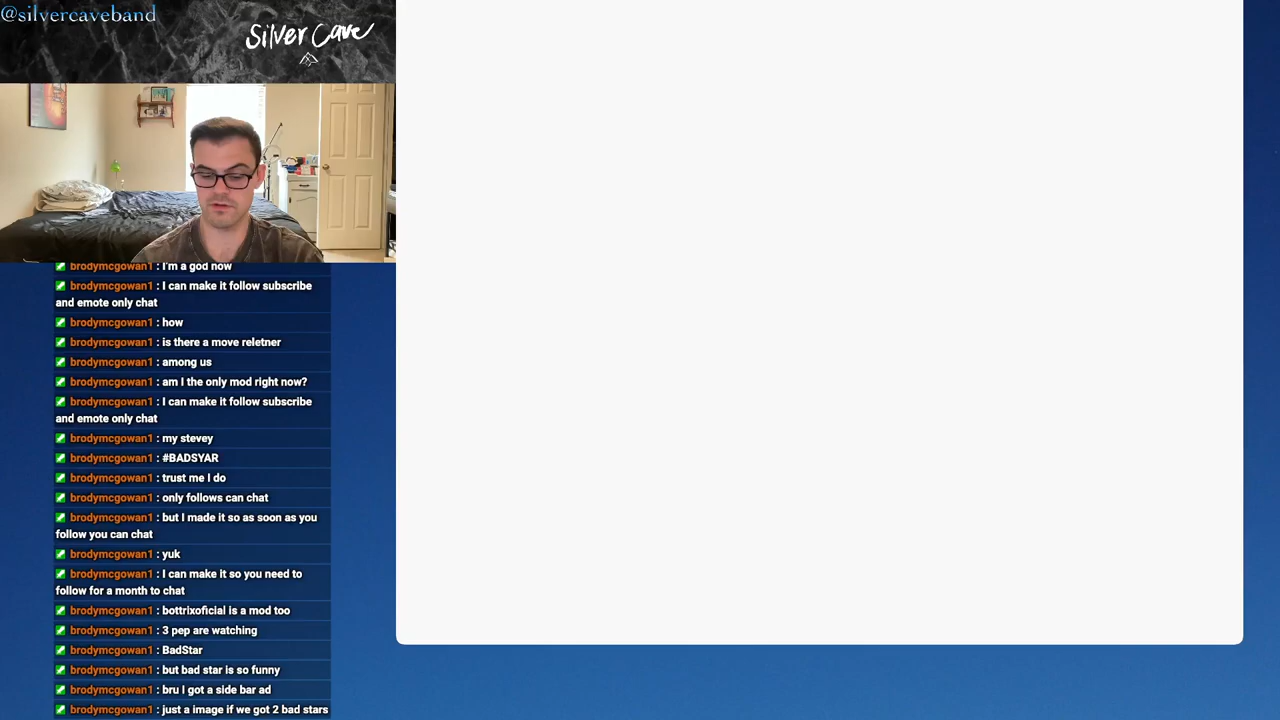 @silvercaveband
Silver Cave
brodymcgowan1 : I'm a god now
brodymcgowan1 : I can make it follow subscribe
and emote only chat
brodymcgowan1 : how
brodymcgowan1 : is there a move reletner
brodymcgowan1 : among us
brodymcgowan1 : am I the only mod right now?
brodymcgowan1 : I can make it follow subscribe
and emote only chat
brodymcgowan1 : my stevey
brodymcgowan1 : #BADSYAR
brodymcgowan1 : trust me I do
brodymcgowan1 : only follows can chat
brodymcgowan1 : but I made it so as soon as you
follow you can chat
brodymcgowan1 : yuk
brodymcgowan1 : I can make it so you need to
follow for a month to chat
brodymcgowan1 : bottrixoficial is a mod too
brodymcgowan1 : 3 pep are watching
brodymcgowan1 : BadStar
brodymcgowan1 : but bad star is so funny
brodymcgowan1 : bru I got a side bar ad
brodymcgowan1 : just a image if we got 2 bad stars